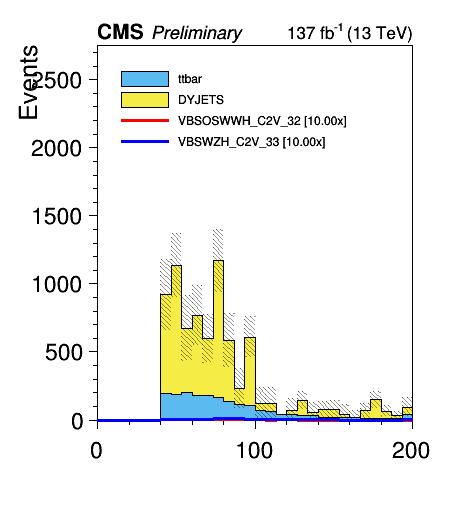 CMS Preliminary 137 fb⁻¹ (13 TeV)
Events
2500
2000
1500
1000
500
0
ttbar
DYJETS
VBSOSWWH_C2V_32 [10.00x]
VBSWZH_C2V_33 [10.00x]
0 100 200